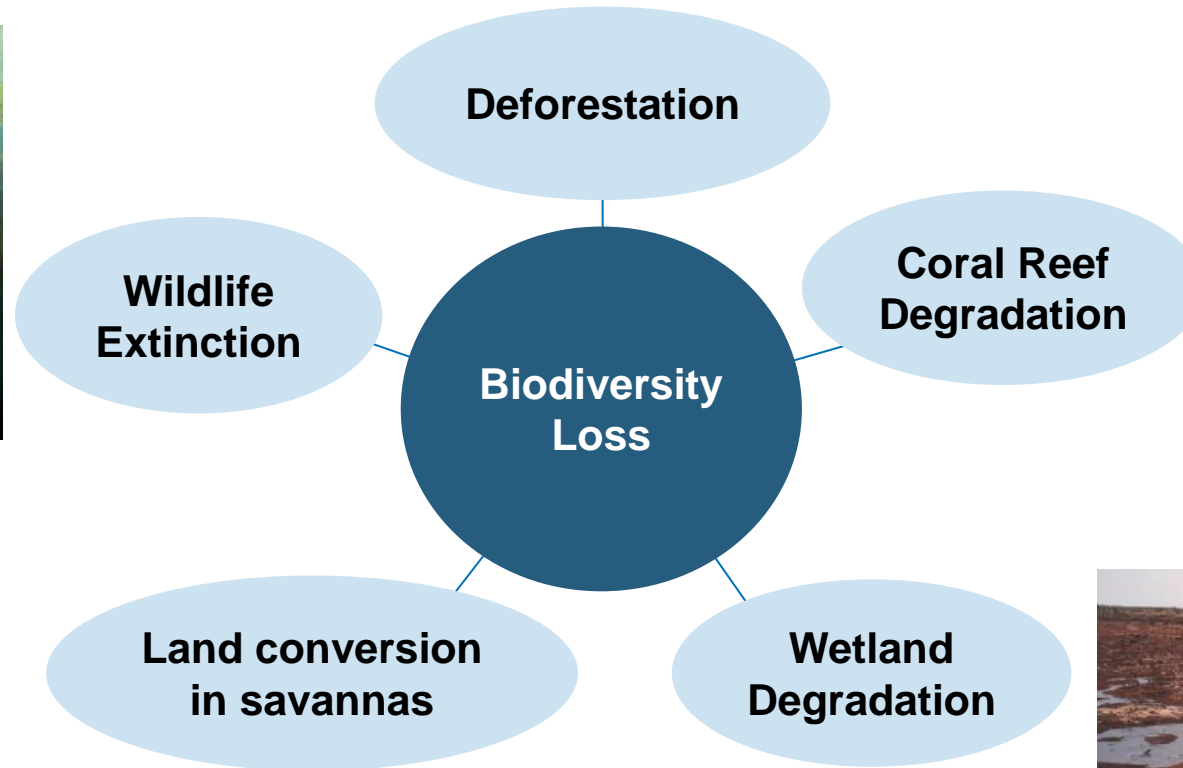 Deforestation
Coral Reef
Degradation
Wildlife
Extinction
Biodiversity
Loss
Land conversion
in savannas
Wetland
Degradation